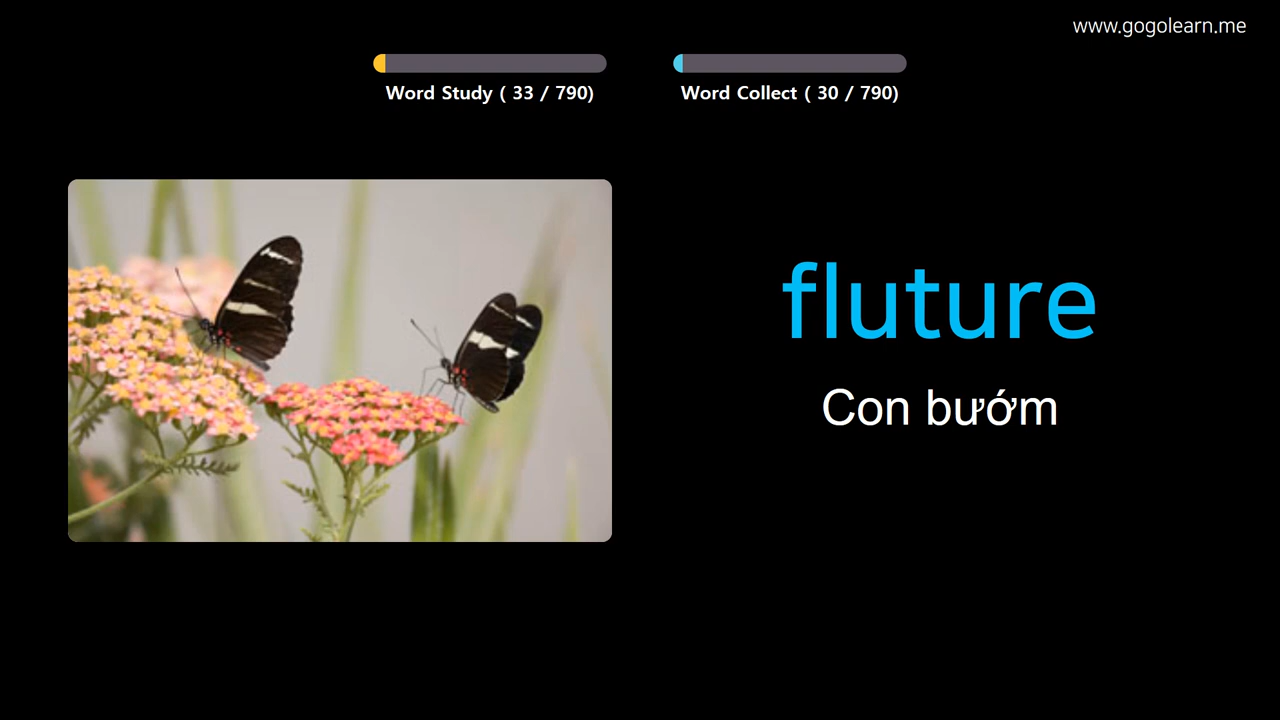 www.gogolearn.me
Word Study ( 33 / 790)
Word Collect ( 30 / 790)
fluture
Con bướm